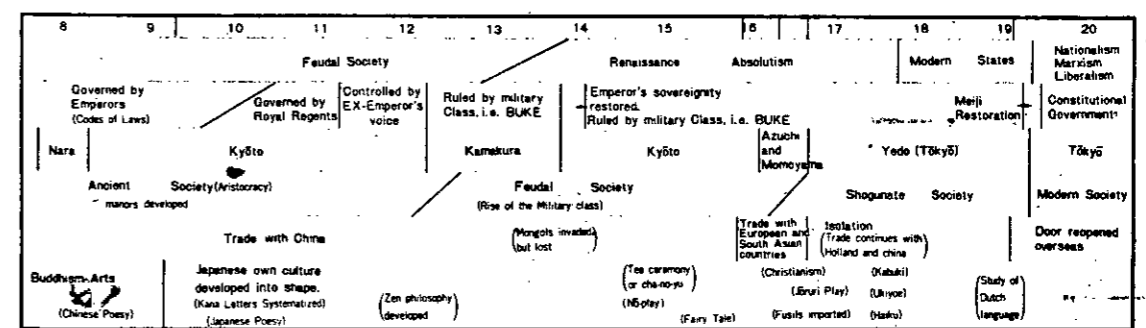 8 9 10 11 12 13 14 15 16 17 18 19 20
Feudal Society Renaissance Absolutism Modern States Nationalism
Marxism
Liberalism
Governed by
Emperors
(Codes of Laws)
Governed by
Royal Regents
Controlled by
EX-Emperor's
voice
Ruled by military
Class, i.e. BUKE
Emperor's sovereignity
restored.
Ruled by military Class, i.e. BUKE
Meiji
Restoration
Constitutional
Government
Nara Kyōto Kamakura Kyōto
Azuchi
and
Momoyama
Yedo (Tōkyō) Tōkyō
Ancient Society (Aristocracy)
manors developed
Feudal Society
(Rise of the Military class)
Shogunate Society Modern Society
Trade with China
(Mongols invaded
but lost)
Trade with
European and
South Asian
countries
Isolation
(Trade continues with
Holland and china)
Door reopened
overseas
Buddhism-Arts
(Chinese Poesy)
Japanese own culture
developed into shape.
(Kana Letters Systematized)
(Japanese Poesy)
(Zen philosophy
developed)
(Tea ceremony
or cha-no-yu)
(Nō-play)
(Fairy Tale)
(Christianism)
(Jōruri Play)
(Fusils imported)
(Kabuki)
(Ukiyoe)
(Haiku)
(Study of
Dutch
language)